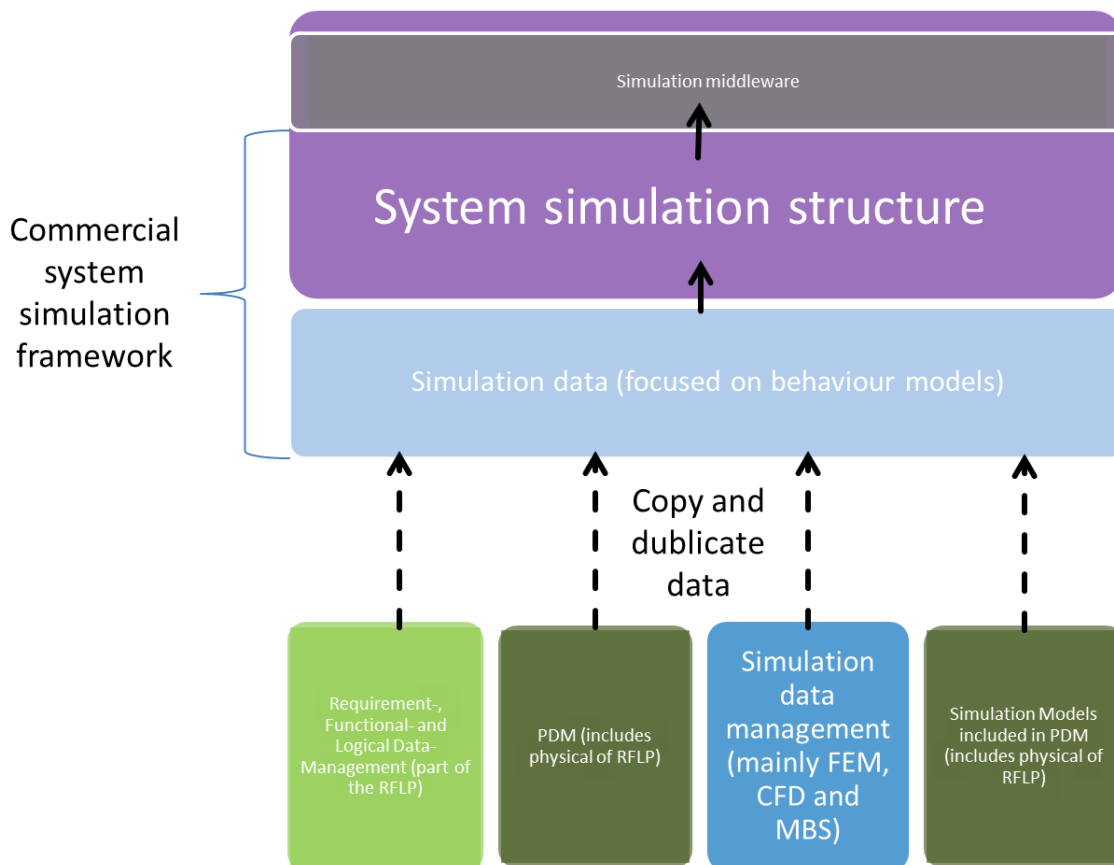 Simulation middleware
System simulation structure
Commercial
system
simulation
framework
Simulation data (focused on behaviour models)
Copy and
dublicate
data
Requirement-,
Functional- and
Logical Data-
Management (part of
the RFLP)
PDM (includes
physical of RFLP)
Simulation
data
management
(mainly FEM,
CFD and
MBS)
Simulation Models
included in PDM
(includes physical of
RFLP)